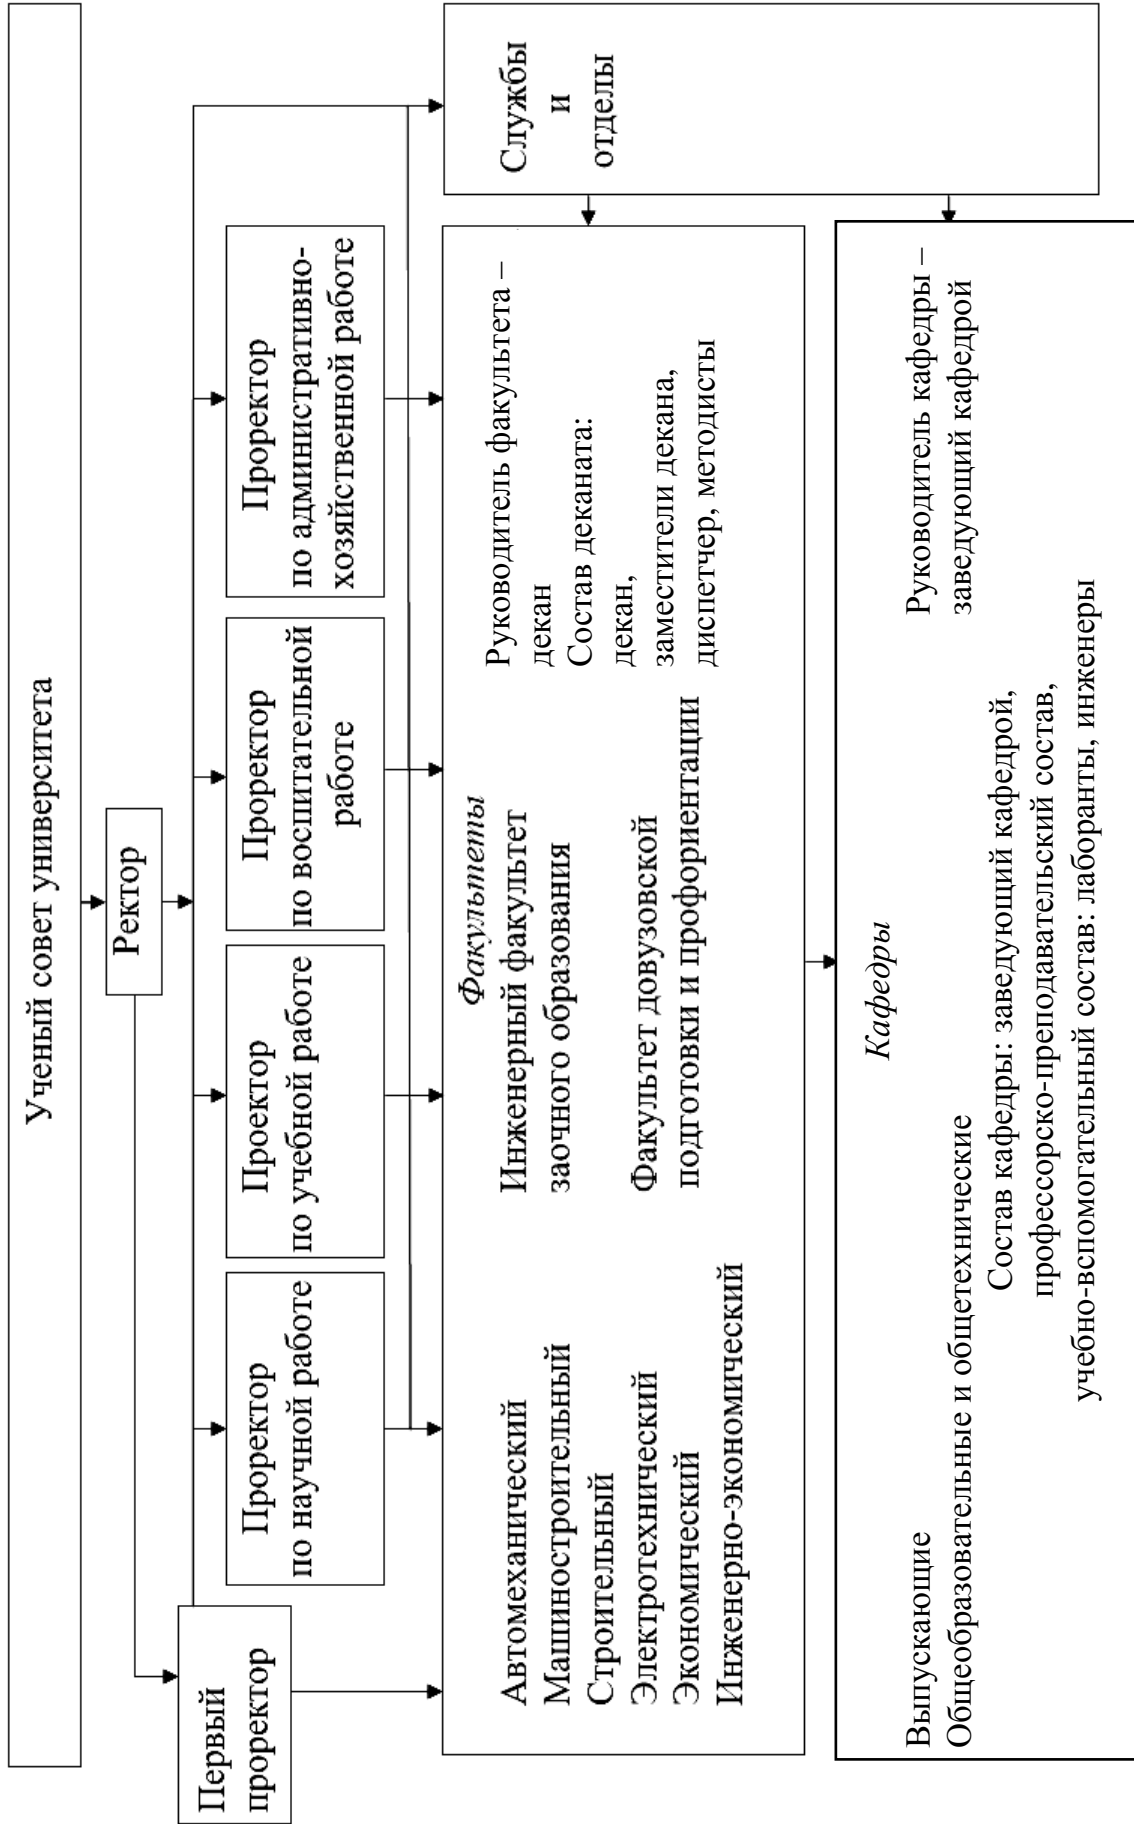 Ученый совет университета
Ректор
Первый
проректор
Проректор
по научной работе
Проектор
по учебной работе
Проректор
по воспитательной
работе
Проректор
по административно-
хозяйственной работе
Службы
и
отделы
Факультеты
Автомеханический
Машиностроительный
Строительный
Электротехнический
Экономический
Инженерно-экономический
Инженерный факультет
заочного образования
Факультет довузовской
подготовки и профориентации
Руководитель факультета –
декан
Состав деканата:
декан,
заместители декана,
диспетчер, методисты
Кафедры
Выпускающие
Общеобразовательные и общетехнические
Руководитель кафедры –
заведующий кафедрой
Состав кафедры: заведующий кафедрой,
профессорско-преподавательский состав,
учебно-вспомогательный состав: лаборанты, инженеры